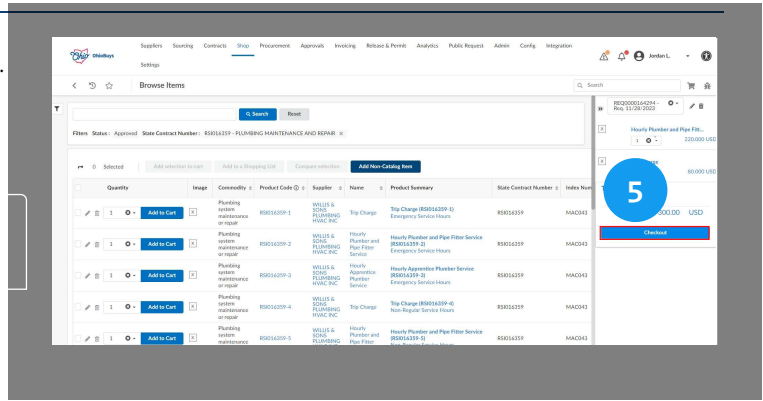 Suppliers Sourcing Contracts Shop Procurement Approvals Invoicing Release & Permit Analytics Public Request Admin Config Integration
Ohio OhioBuys
Jordan L.
Settings
Browse Items
Search
REQ0000164294 -
Req. 11/28/2023
Search Reset
Filters Status : Approved State Contract Number : RSI016359 - PLUMBING MAINTENANCE AND REPAIR ×
Hourly Plumber and Pipe Fitt...
1
220.000 USD
0 Selected Add selection to cart Add to a Shopping List Compare selection Add Non-Catalog Item
80.000 USD
5
Quantity Image Commodity Product Code Supplier Name Product Summary State Contract Number Index Num
300.00 USD
Checkout
1 Add to Cart
Plumbing system maintenance or repair
RSI016359-1
WILLIS & SONS PLUMBING HVAC INC
Trip Charge
Trip Charge (RSI016359-1)
Emergency Service Hours
RSI016359
MAC043
1 Add to Cart
Plumbing system maintenance or repair
RSI016359-2
WILLIS & SONS PLUMBING HVAC INC
Hourly Plumber and Pipe Fitter Service
Hourly Plumber and Pipe Fitter Service
(RSI016359-2)
Emergency Service Hours
RSI016359
MAC043
1 Add to Cart
Plumbing system maintenance or repair
RSI016359-3
WILLIS & SONS PLUMBING HVAC INC
Hourly Apprentice Plumber Service
Hourly Apprentice Plumber Service
(RSI016359-3)
Emergency Service Hours
RSI016359
MAC043
1 Add to Cart
Plumbing system maintenance or repair
RSI016359-4
WILLIS & SONS PLUMBING HVAC INC
Trip Charge
Trip Charge (RSI016359-4)
Non-Regular Service Hours
RSI016359
MAC043
1 Add to Cart
Plumbing system maintenance
RSI016359-5
WILLIS & SONS PLUMBING
Hourly Plumber and Pipe Fitter
Hourly Plumber and Pipe Fitter Service
(RSI016359-5)
RSI016359
MAC043